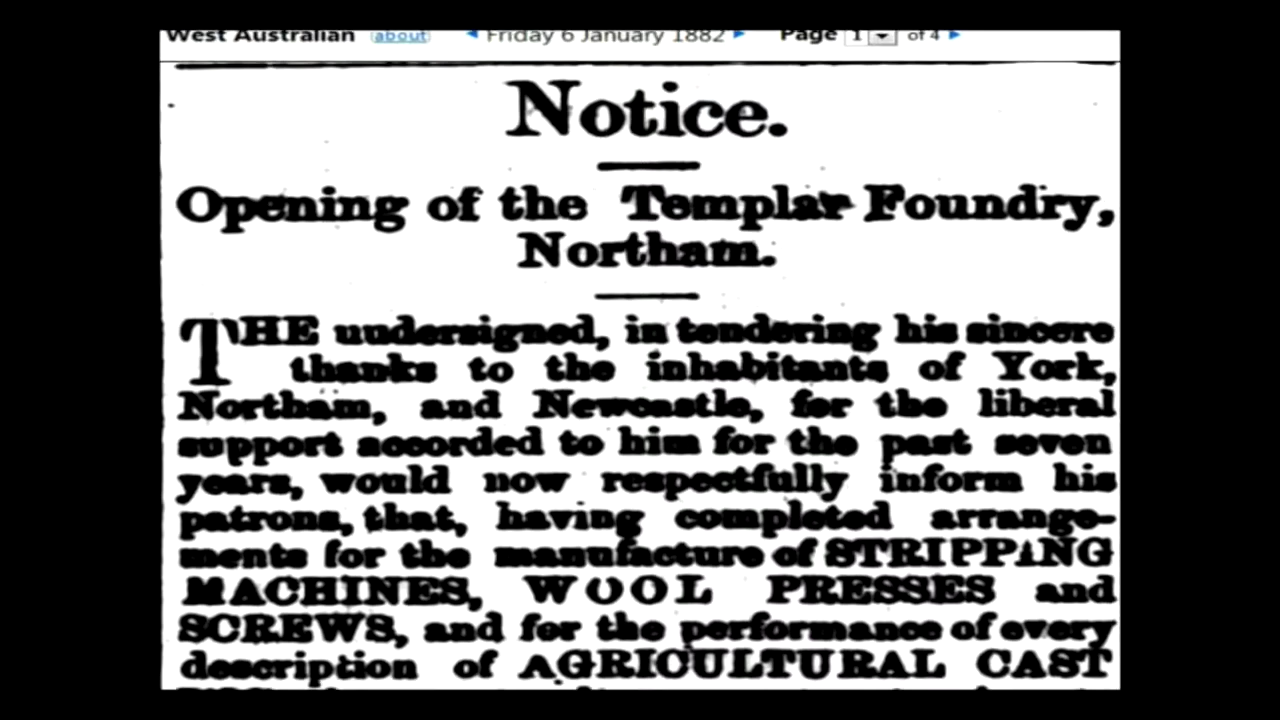 West Australian about Friday 6 January 1882 Page 1 of 4
Notice.
Opening of the Templar Foundry,
Northam.
THE undersigned, in tendering his sincere
thanks to the inhabitants of York,
Northam, and Newcastle, for the liberal
support accorded to him for the past seven
years, would now respectfully inform his
patrons, that, having completed arrange-
ments for the manufacture of STRIPPING
MACHINES, WOOL PRESSES and
SCREWS, and for the performance of every
description of AGRICULTURAL CAST